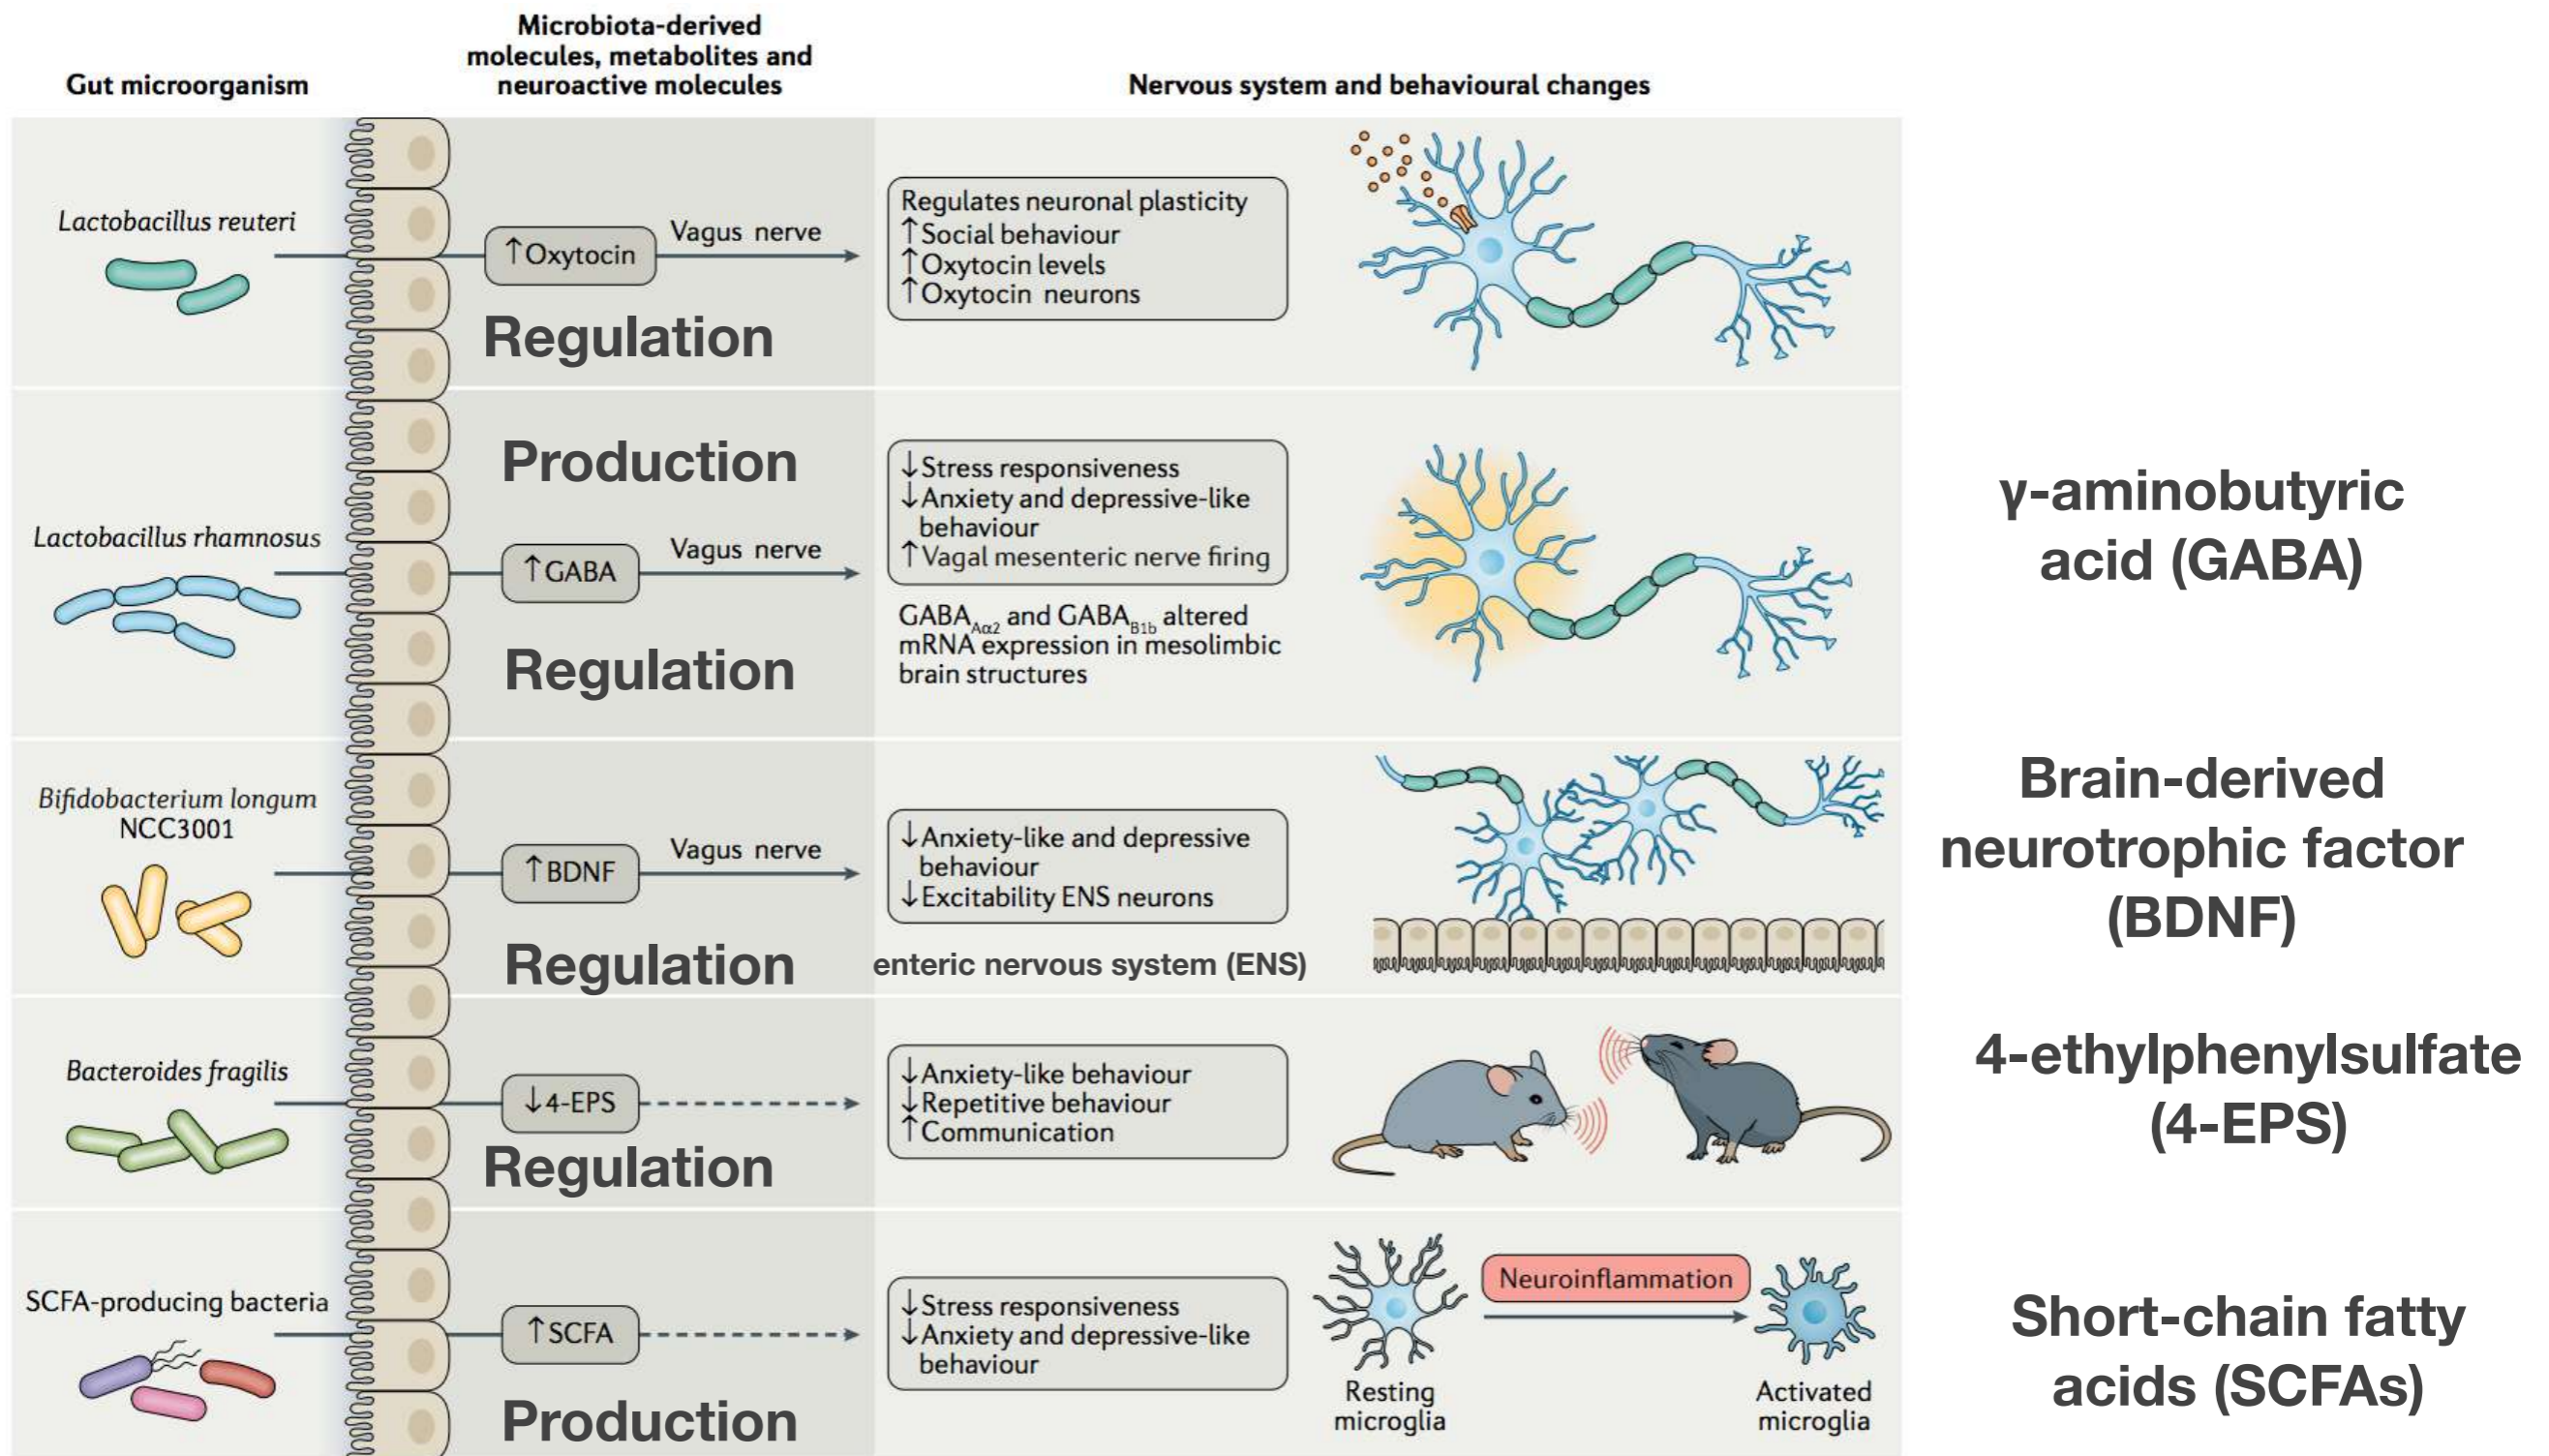 Gut microorganism
Microbiota-derived
molecules, metabolites and
neuroactive molecules
Nervous system and behavioural changes
Lactobacillus reuteri
↑Oxytocin
Vagus nerve
Regulation
Regulates neuronal plasticity
↑Social behaviour
↑Oxytocin levels
↑Oxytocin neurons
Lactobacillus rhamnosus
Production
↑GABA
Vagus nerve
Regulation
↓Stress responsiveness
↓Anxiety and depressive-like
behaviour
↑Vagal mesenteric nerve firing
GABA_Aα2 and GABA_B1b altered
mRNA expression in mesolimbic
brain structures
γ-aminobutyric
acid (GABA)
Bifidobacterium longum
NCC3001
↑BDNF
Vagus nerve
Regulation
↓Anxiety-like and depressive
behaviour
↓Excitability ENS neurons
enteric nervous system (ENS)
Brain-derived
neurotrophic factor
(BDNF)
Bacteroides fragilis
↓4-EPS
Regulation
↓Anxiety-like behaviour
↓Repetitive behaviour
↑Communication
4-ethylphenylsulfate
(4-EPS)
SCFA-producing bacteria
↑SCFA
Production
↓Stress responsiveness
↓Anxiety and depressive-like
behaviour
Neuroinflammation
Resting
microglia
Activated
microglia
Short-chain fatty
acids (SCFAs)